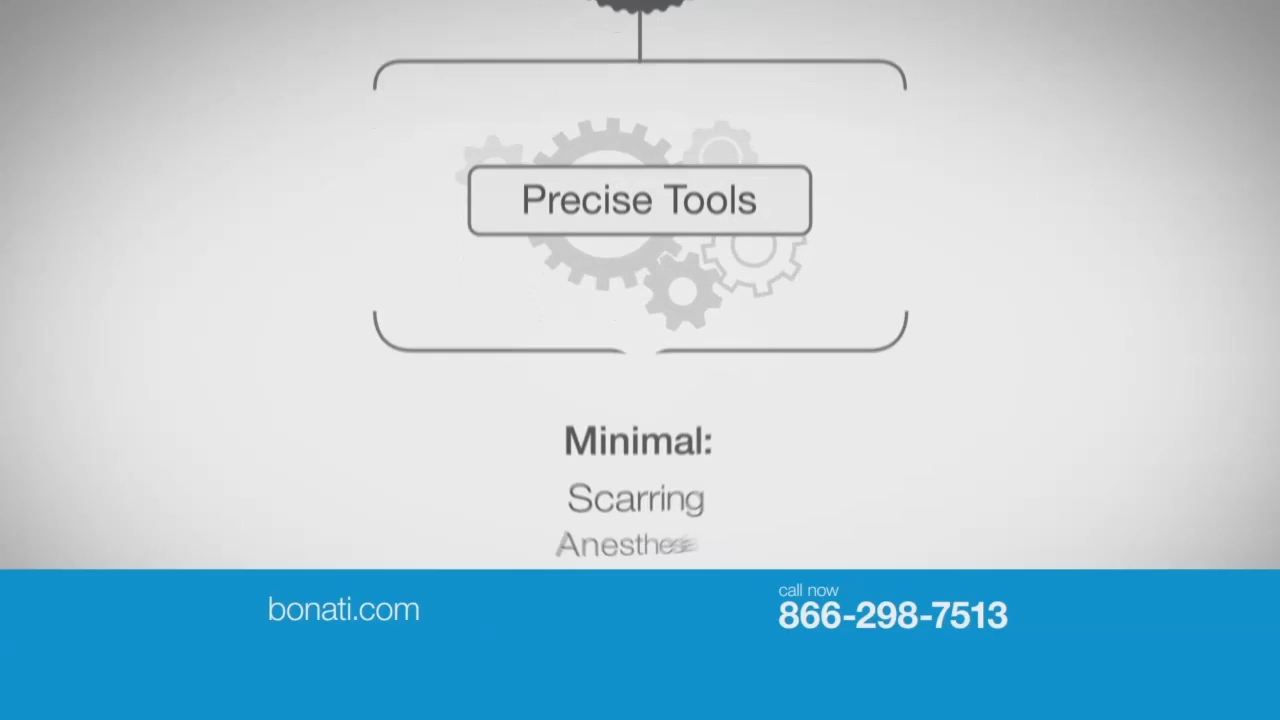 Precise Tools
Minimal:
Scarring
bonati.com
call now
866-298-7513